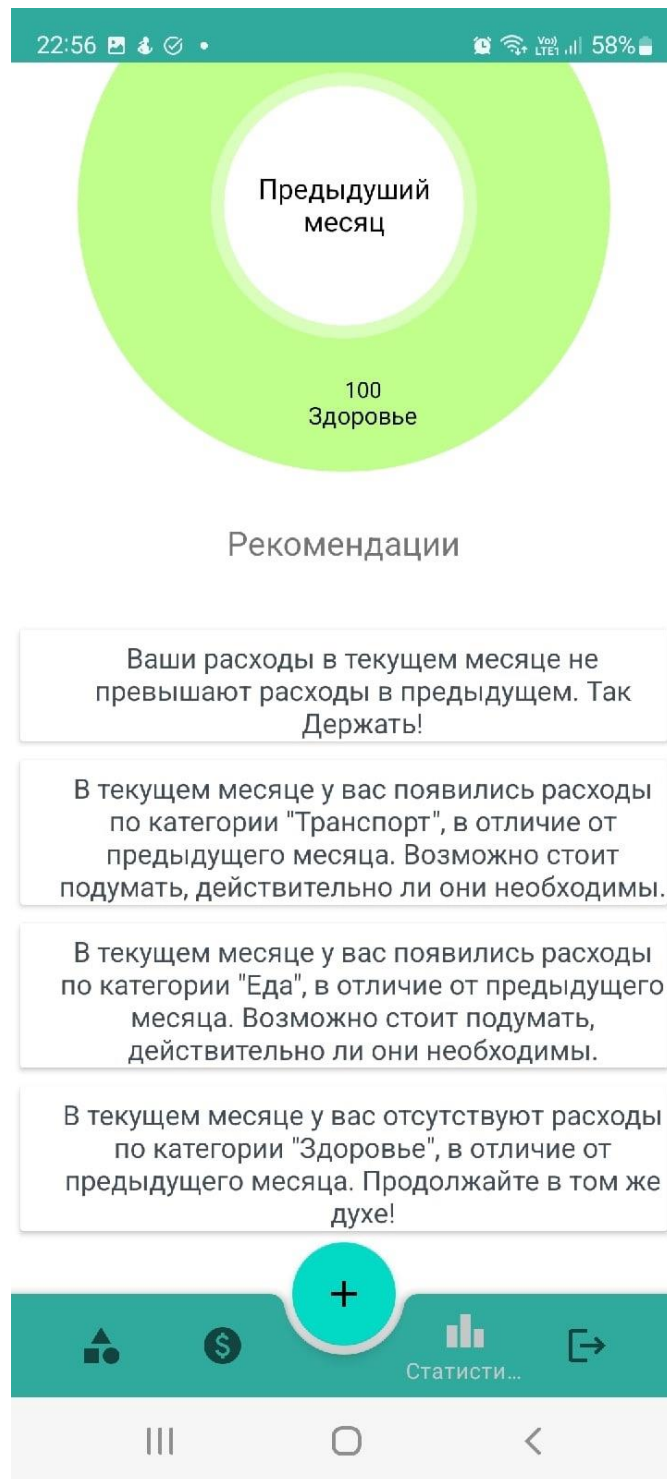 22:56 58%
Vo))
LTE1
Предыдуший
месяц
100
Здоровье
Рекомендации
Ваши расходы в текущем месяце не
превышают расходы в предыдущем. Так
Держать!
В текущем месяце у вас появились расходы
по категории "Транспорт", в отличие от
предыдущего месяца. Возможно стоит
подумать, действительно ли они необходимы.
В текущем месяце у вас появились расходы
по категории "Еда", в отличие от предыдущего
месяца. Возможно стоит подумать,
действительно ли они необходимы.
В текущем месяце у вас отсутствуют расходы
по категории "Здоровье", в отличие от
предыдущего месяца. Продолжайте в том же
духе!
+
Статисти...